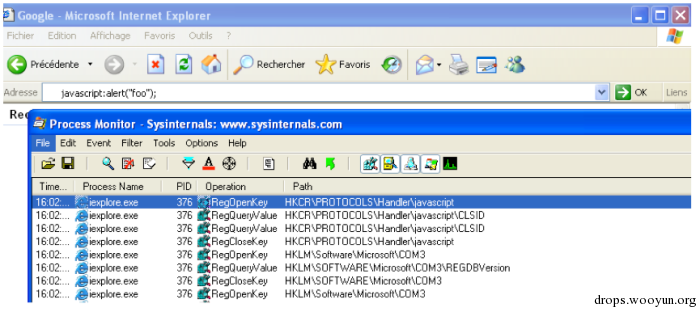 Google - Microsoft Internet Explorer
Fichier Edition Affichage Favoris Outils ?
Précédente Rechercher Favoris
Adresse javascript:alert("foo"); OK Liens
Rec
Process Monitor - Sysinternals: www.sysinternals.com
File Edit Event Filter Tools Options Help
Time... Process Name PID Operation Path
16:02:... iexplore.exe 376 RegOpenKey HKCR\PROTOCOLS\Handler\javascript
16:02:... iexplore.exe 376 RegQueryValue HKCR\PROTOCOLS\Handler\javascript\CLSID
16:02:... iexplore.exe 376 RegQueryValue HKCR\PROTOCOLS\Handler\javascript\CLSID
16:02:... iexplore.exe 376 RegCloseKey HKCR\PROTOCOLS\Handler\javascript
16:02:... iexplore.exe 376 RegOpenKey HKLM\Software\Microsoft\COM3
16:02:... iexplore.exe 376 RegQueryValue HKLM\SOFTWARE\Microsoft\COM3\REGDBVersion
16:02:... iexplore.exe 376 RegCloseKey HKLM\SOFTWARE\Microsoft\COM3
16:02:... iexplore.exe 376 RegOpenKey HKLM\Software\Microsoft\COM3
drops.wooyun.org